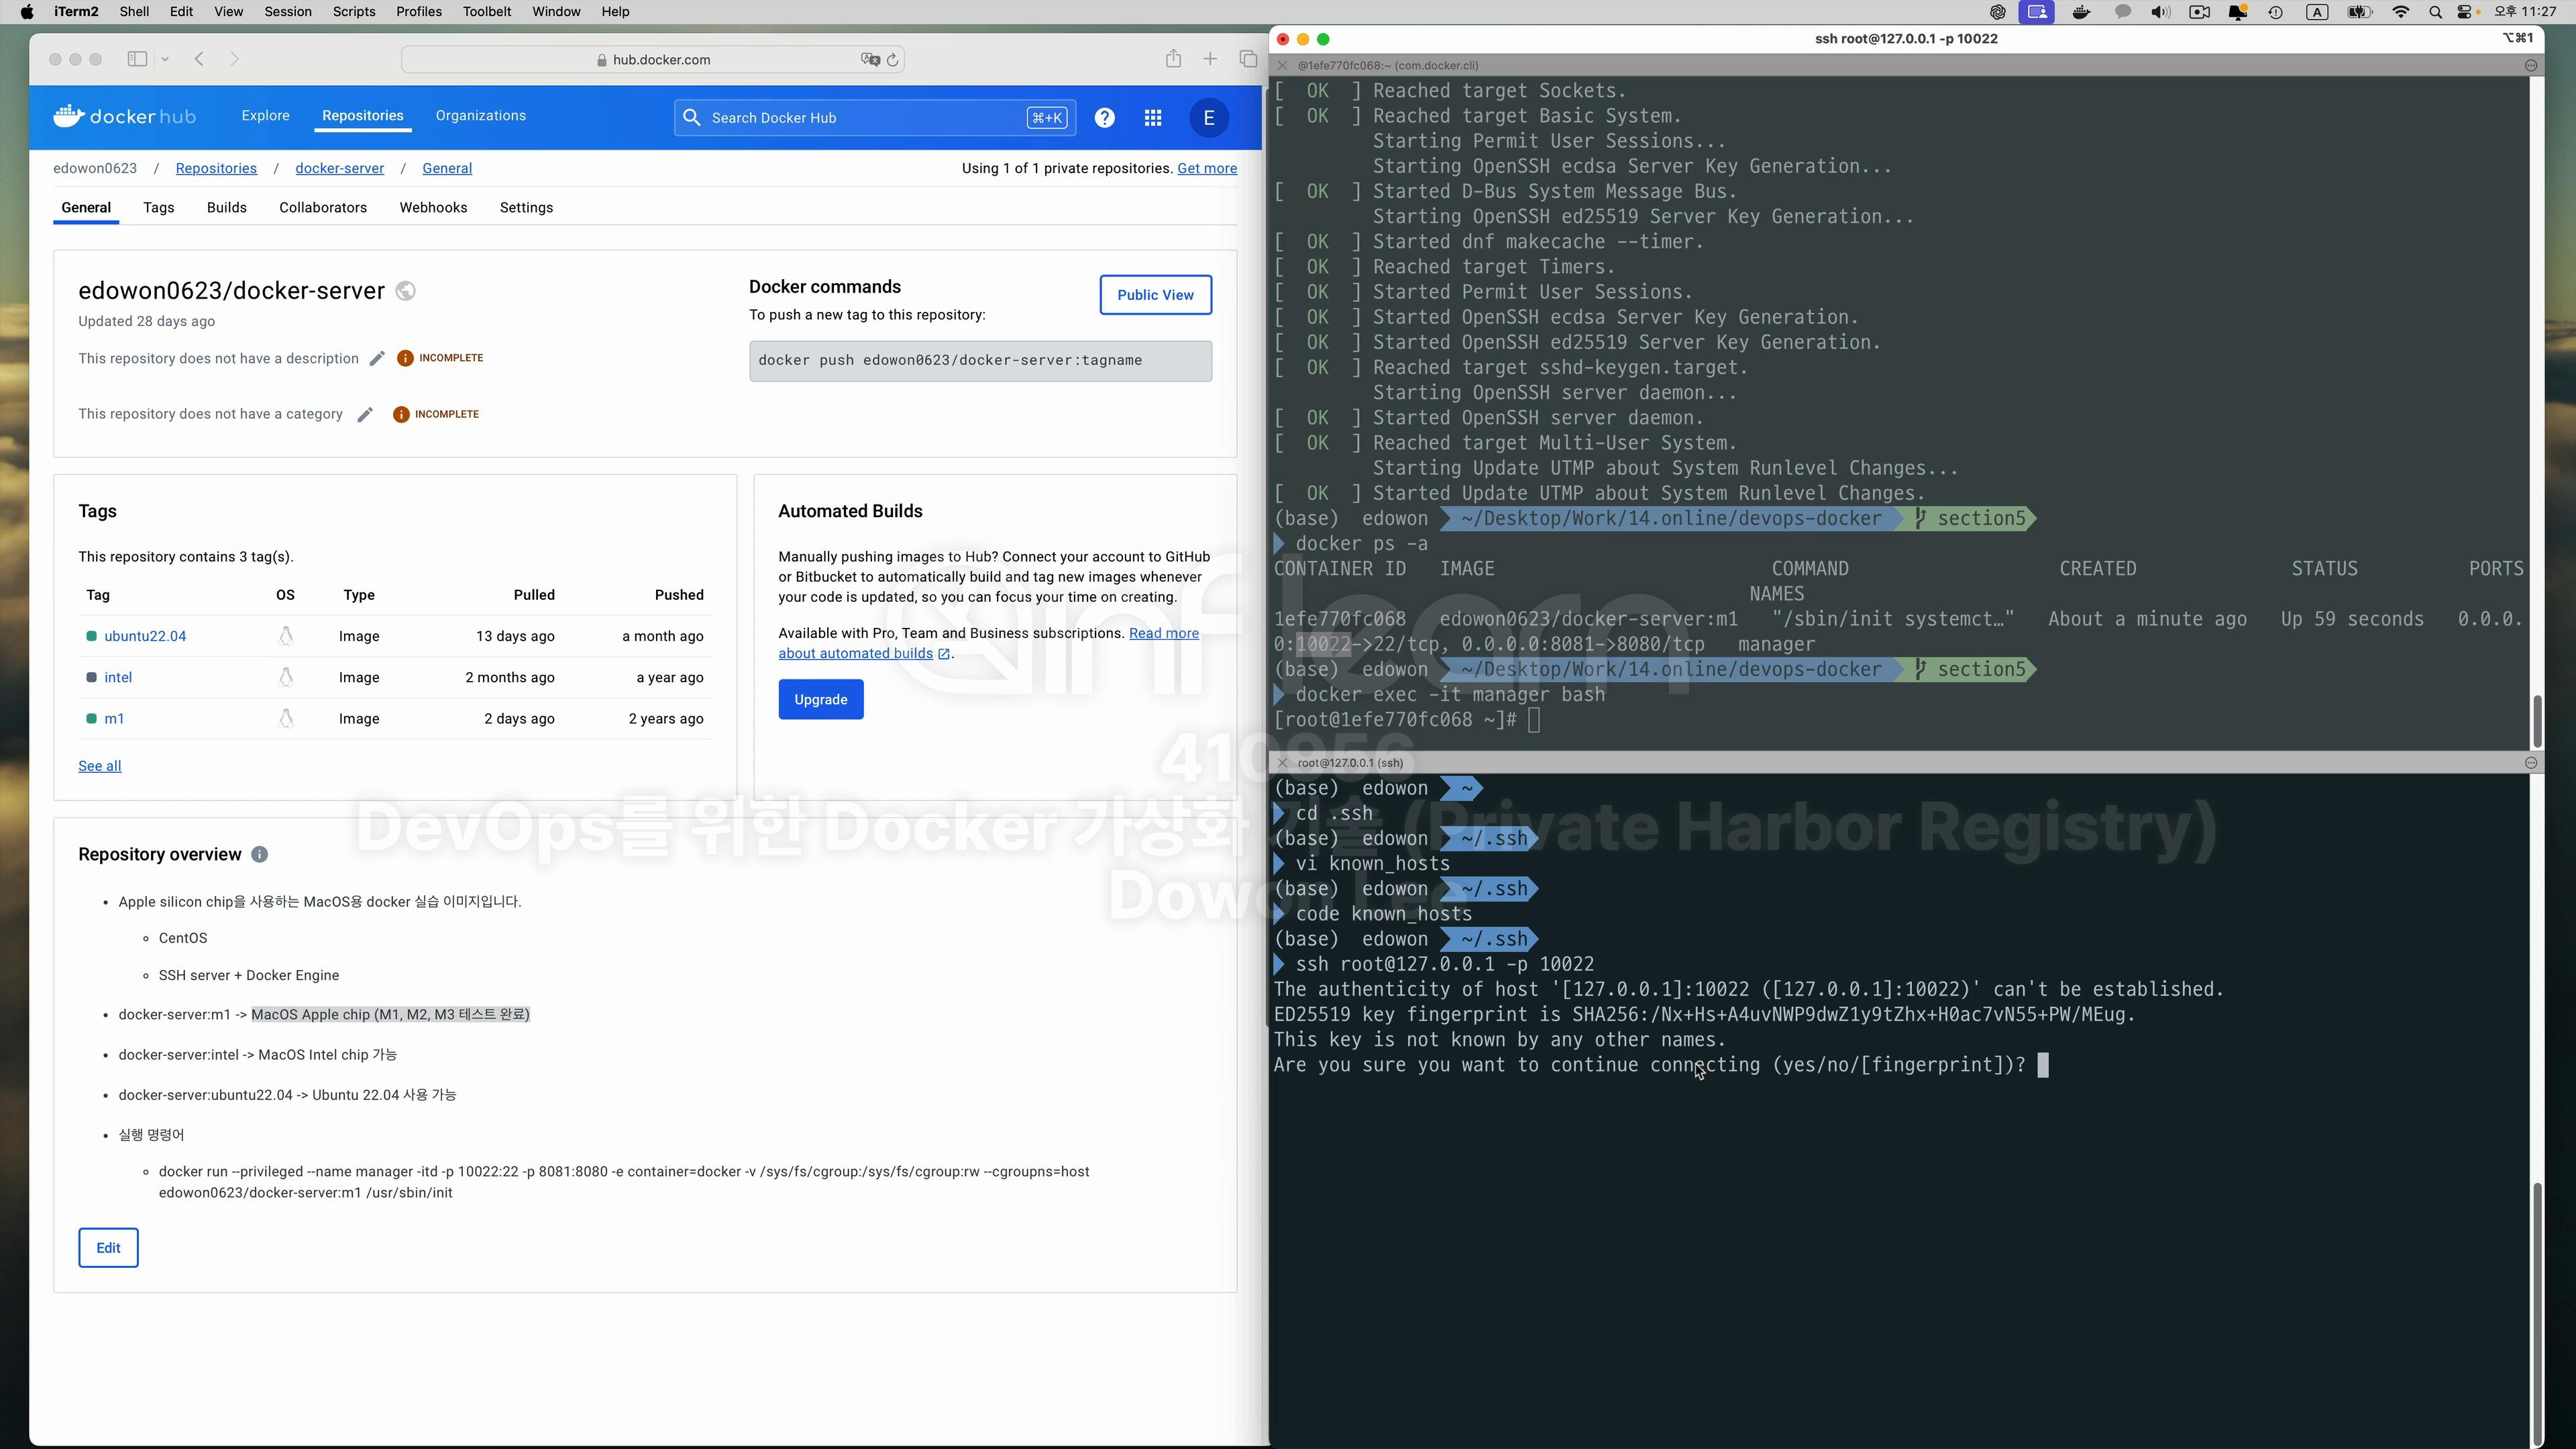 iTerm2 Shell Edit View Session Scripts Profiles Toolbelt Window Help
A 오후 11:27
hub.docker.com
docker hub Explore Repositories Organizations Search Docker Hub ⌘+K ? E
edowon0623 / Repositories / docker-server / General
Using 1 of 1 private repositories. Get more
General Tags Builds Collaborators Webhooks Settings
edowon0623/docker-server
Updated 28 days ago
This repository does not have a description INCOMPLETE
This repository does not have a category INCOMPLETE
Docker commands
Public View
To push a new tag to this repository:
docker push edowon0623/docker-server:tagname
Tags
This repository contains 3 tag(s).
Tag OS Type Pulled Pushed
ubuntu22.04 Image 13 days ago a month ago
intel Image 2 months ago a year ago
m1 Image 2 days ago 2 years ago
See all
Automated Builds
Manually pushing images to Hub? Connect your account to GitHub
or Bitbucket to automatically build and tag new images whenever
your code is updated, so you can focus your time on creating.
Available with Pro, Team and Business subscriptions. Read more
about automated builds .
Upgrade
Repository overview
• Apple silicon chip을 사용하는 MacOS용 docker 실습 이미지입니다.
◦ CentOS
◦ SSH server + Docker Engine
• docker-server:m1 -> MacOS Apple chip (M1, M2, M3 테스트 완료)
• docker-server:intel -> MacOS Intel chip 가능
• docker-server:ubuntu22.04 -> Ubuntu 22.04 사용 가능
• 실행 명령어
◦ docker run --privileged --name manager -itd -p 10022:22 -p 8081:8080 -e container=docker -v /sys/fs/cgroup:/sys/fs/cgroup:rw --cgroupns=host
edowon0623/docker-server:m1 /usr/sbin/init
Edit
ssh root@127.0.0.1 -p 10022
⌥⌘1
@1efe770fc068:~ (com.docker.cli)
[ OK ] Reached target Sockets.
[ OK ] Reached target Basic System.
Starting Permit User Sessions...
Starting OpenSSH ecdsa Server Key Generation...
[ OK ] Started D-Bus System Message Bus.
Starting OpenSSH ed25519 Server Key Generation...
[ OK ] Started dnf makecache --timer.
[ OK ] Reached target Timers.
[ OK ] Started Permit User Sessions.
[ OK ] Started OpenSSH ecdsa Server Key Generation.
[ OK ] Started OpenSSH ed25519 Server Key Generation.
[ OK ] Reached target sshd-keygen.target.
Starting OpenSSH server daemon...
[ OK ] Started OpenSSH server daemon.
[ OK ] Reached target Multi-User System.
Starting Update UTMP about System Runlevel Changes...
[ OK ] Started Update UTMP about System Runlevel Changes.
(base) edowon ~/Desktop/Work/14.online/devops-docker section5
docker ps -a
CONTAINER ID IMAGE COMMAND CREATED STATUS PORTS
NAMES
1efe770fc068 edowon0623/docker-server:m1 "/sbin/init systemct…" About a minute ago Up 59 seconds 0.0.0.
0:10022->22/tcp, 0.0.0.0:8081->8080/tcp manager
(base) edowon ~/Desktop/Work/14.online/devops-docker section5
docker exec -it manager bash
[root@1efe770fc068 ~]#
root@127.0.0.1 (ssh)
(base) edowon ~
cd .ssh
(base) edowon ~/.ssh
vi known_hosts
(base) edowon ~/.ssh
code known_hosts
(base) edowon ~/.ssh
ssh root@127.0.0.1 -p 10022
The authenticity of host '[127.0.0.1]:10022 ([127.0.0.1]:10022)' can't be established.
ED25519 key fingerprint is SHA256:/Nx+Hs+A4uvNWP9dwZ1y9tZhx+H0ac7vN55+PW/MEug.
This key is not known by any other names.
Are you sure you want to continue connecting (yes/no/[fingerprint])?
inflearn
410956
DevOps를 위한 Docker 가상화 기술 (Private Harbor Registry)
Dowon Lee